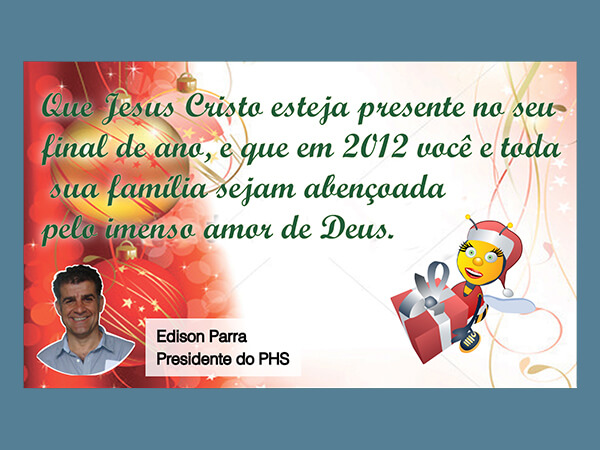 Que Jesus Cristo esteja presente no seu
final de ano, e que em 2012 você e toda
sua família sejam abençoada
pelo imenso amor de Deus.
Edison Parra
Presidente do PHS